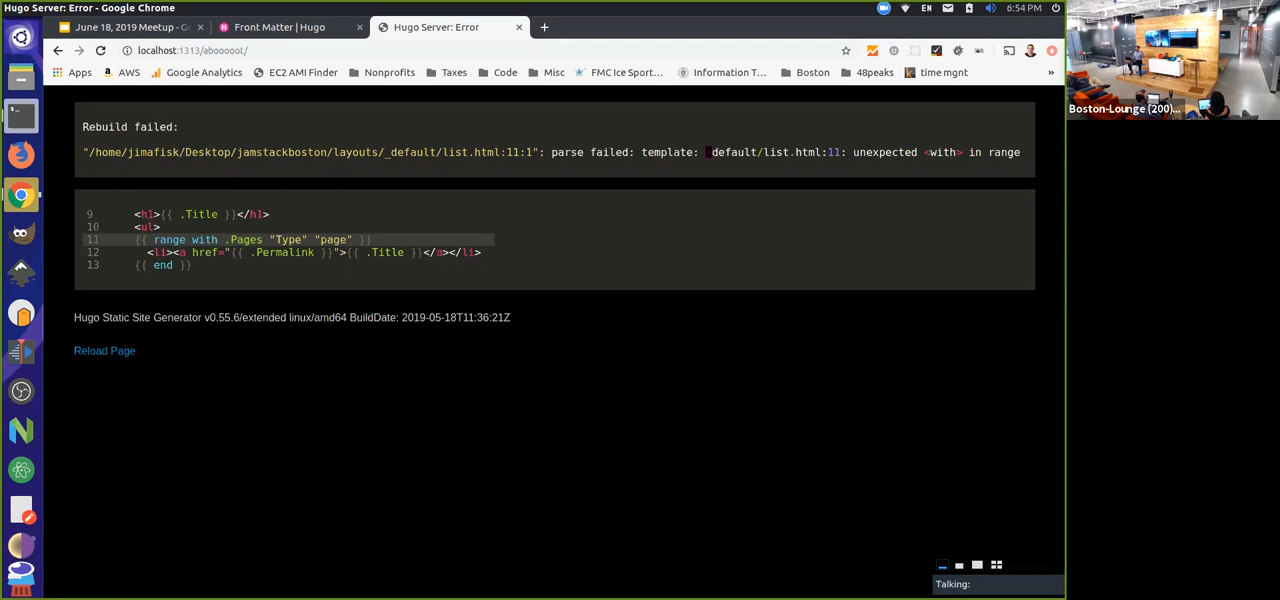 Hugo Server: Error - Google Chrome
EN
6:54 PM
June 18, 2019 Meetup - Go
Front Matter | Hugo
Hugo Server: Error
localhost:1313/abooooot/
Apps
AWS
Google Analytics
EC2 AMI Finder
Nonprofits
Taxes
Code
Misc
FMC Ice Sport...
Information T...
Boston
48peaks
time mgnt
»
Boston-Lounge (200)...
Rebuild failed:
"/home/jimafisk/Desktop/jamstackboston/layouts/_default/list.html:11:1": parse failed: template: _default/list.html:11: unexpected <with> in range
9 <h1>{{ .Title }}</h1>
10 <ul>
11 {{ range with .Pages "Type" "page" }}
12 <li><a href="{{ .Permalink }}">{{ .Title }}</a></li>
13 {{ end }}
Hugo Static Site Generator v0.55.6/extended linux/amd64 BuildDate: 2019-05-18T11:36:21Z
Reload Page
Talking: